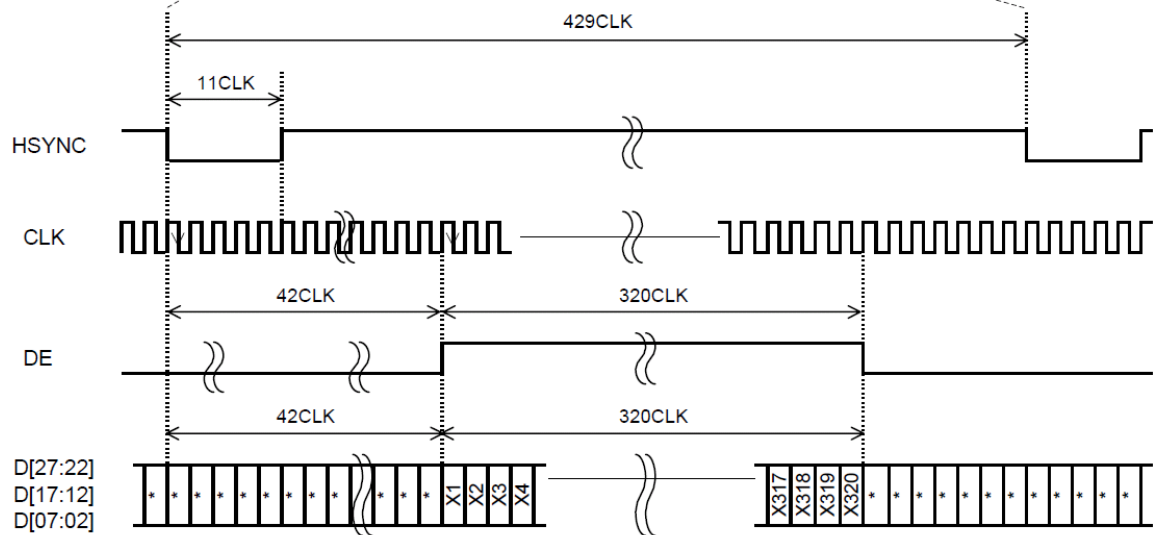 429CLK
11CLK
HSYNC
CLK
42CLK 320CLK
DE
42CLK 320CLK
D[27:22]
D[17:12]
D[07:02]
* * * * * * * * * * * * X1 X2 X3 X4 X317 X318 X319 X320 * * * * * * * * * * * *